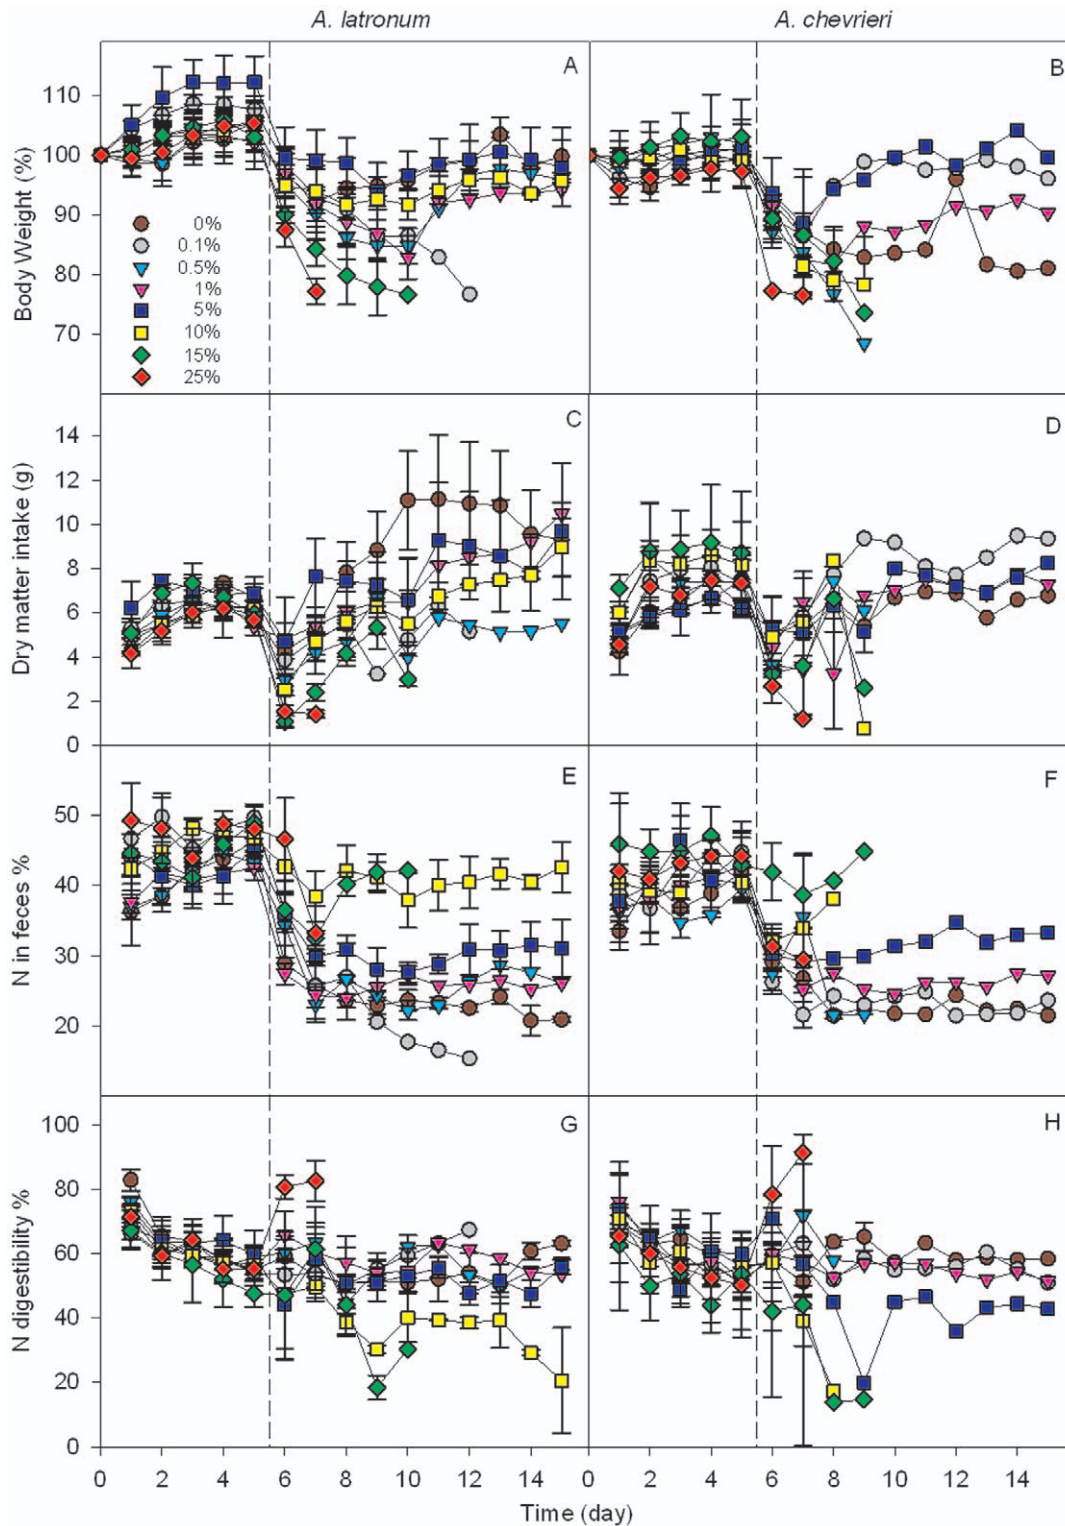 A. latronum A. chevrieri
A B
Body Weight (%)
110
100
90
80
70
0%
0.1%
0.5%
1%
5%
10%
15%
25%
C D
Dry matter intake (g)
14
12
10
8
6
4
2
0
E F
N in feces %
50
40
30
20
G H
N digestibility %
100
80
60
40
20
0
0 2 4 6 8 10 12 14 0 2 4 6 8 10 12 14
Time (day)